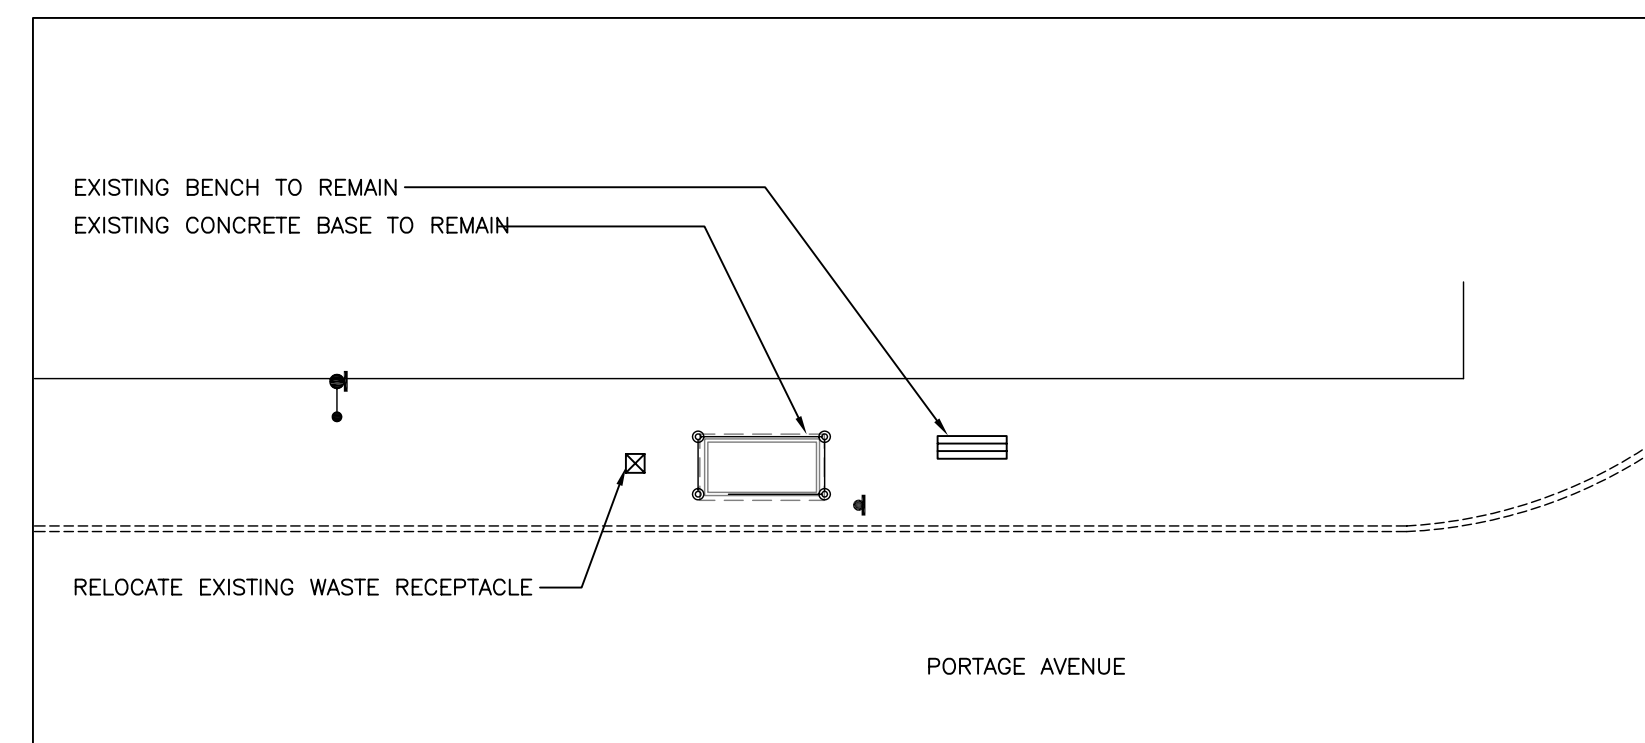 EXISTING BENCH TO REMAIN
EXISTING CONCRETE BASE TO REMAIN
RELOCATE EXISTING WASTE RECEPTACLE
PORTAGE AVENUE